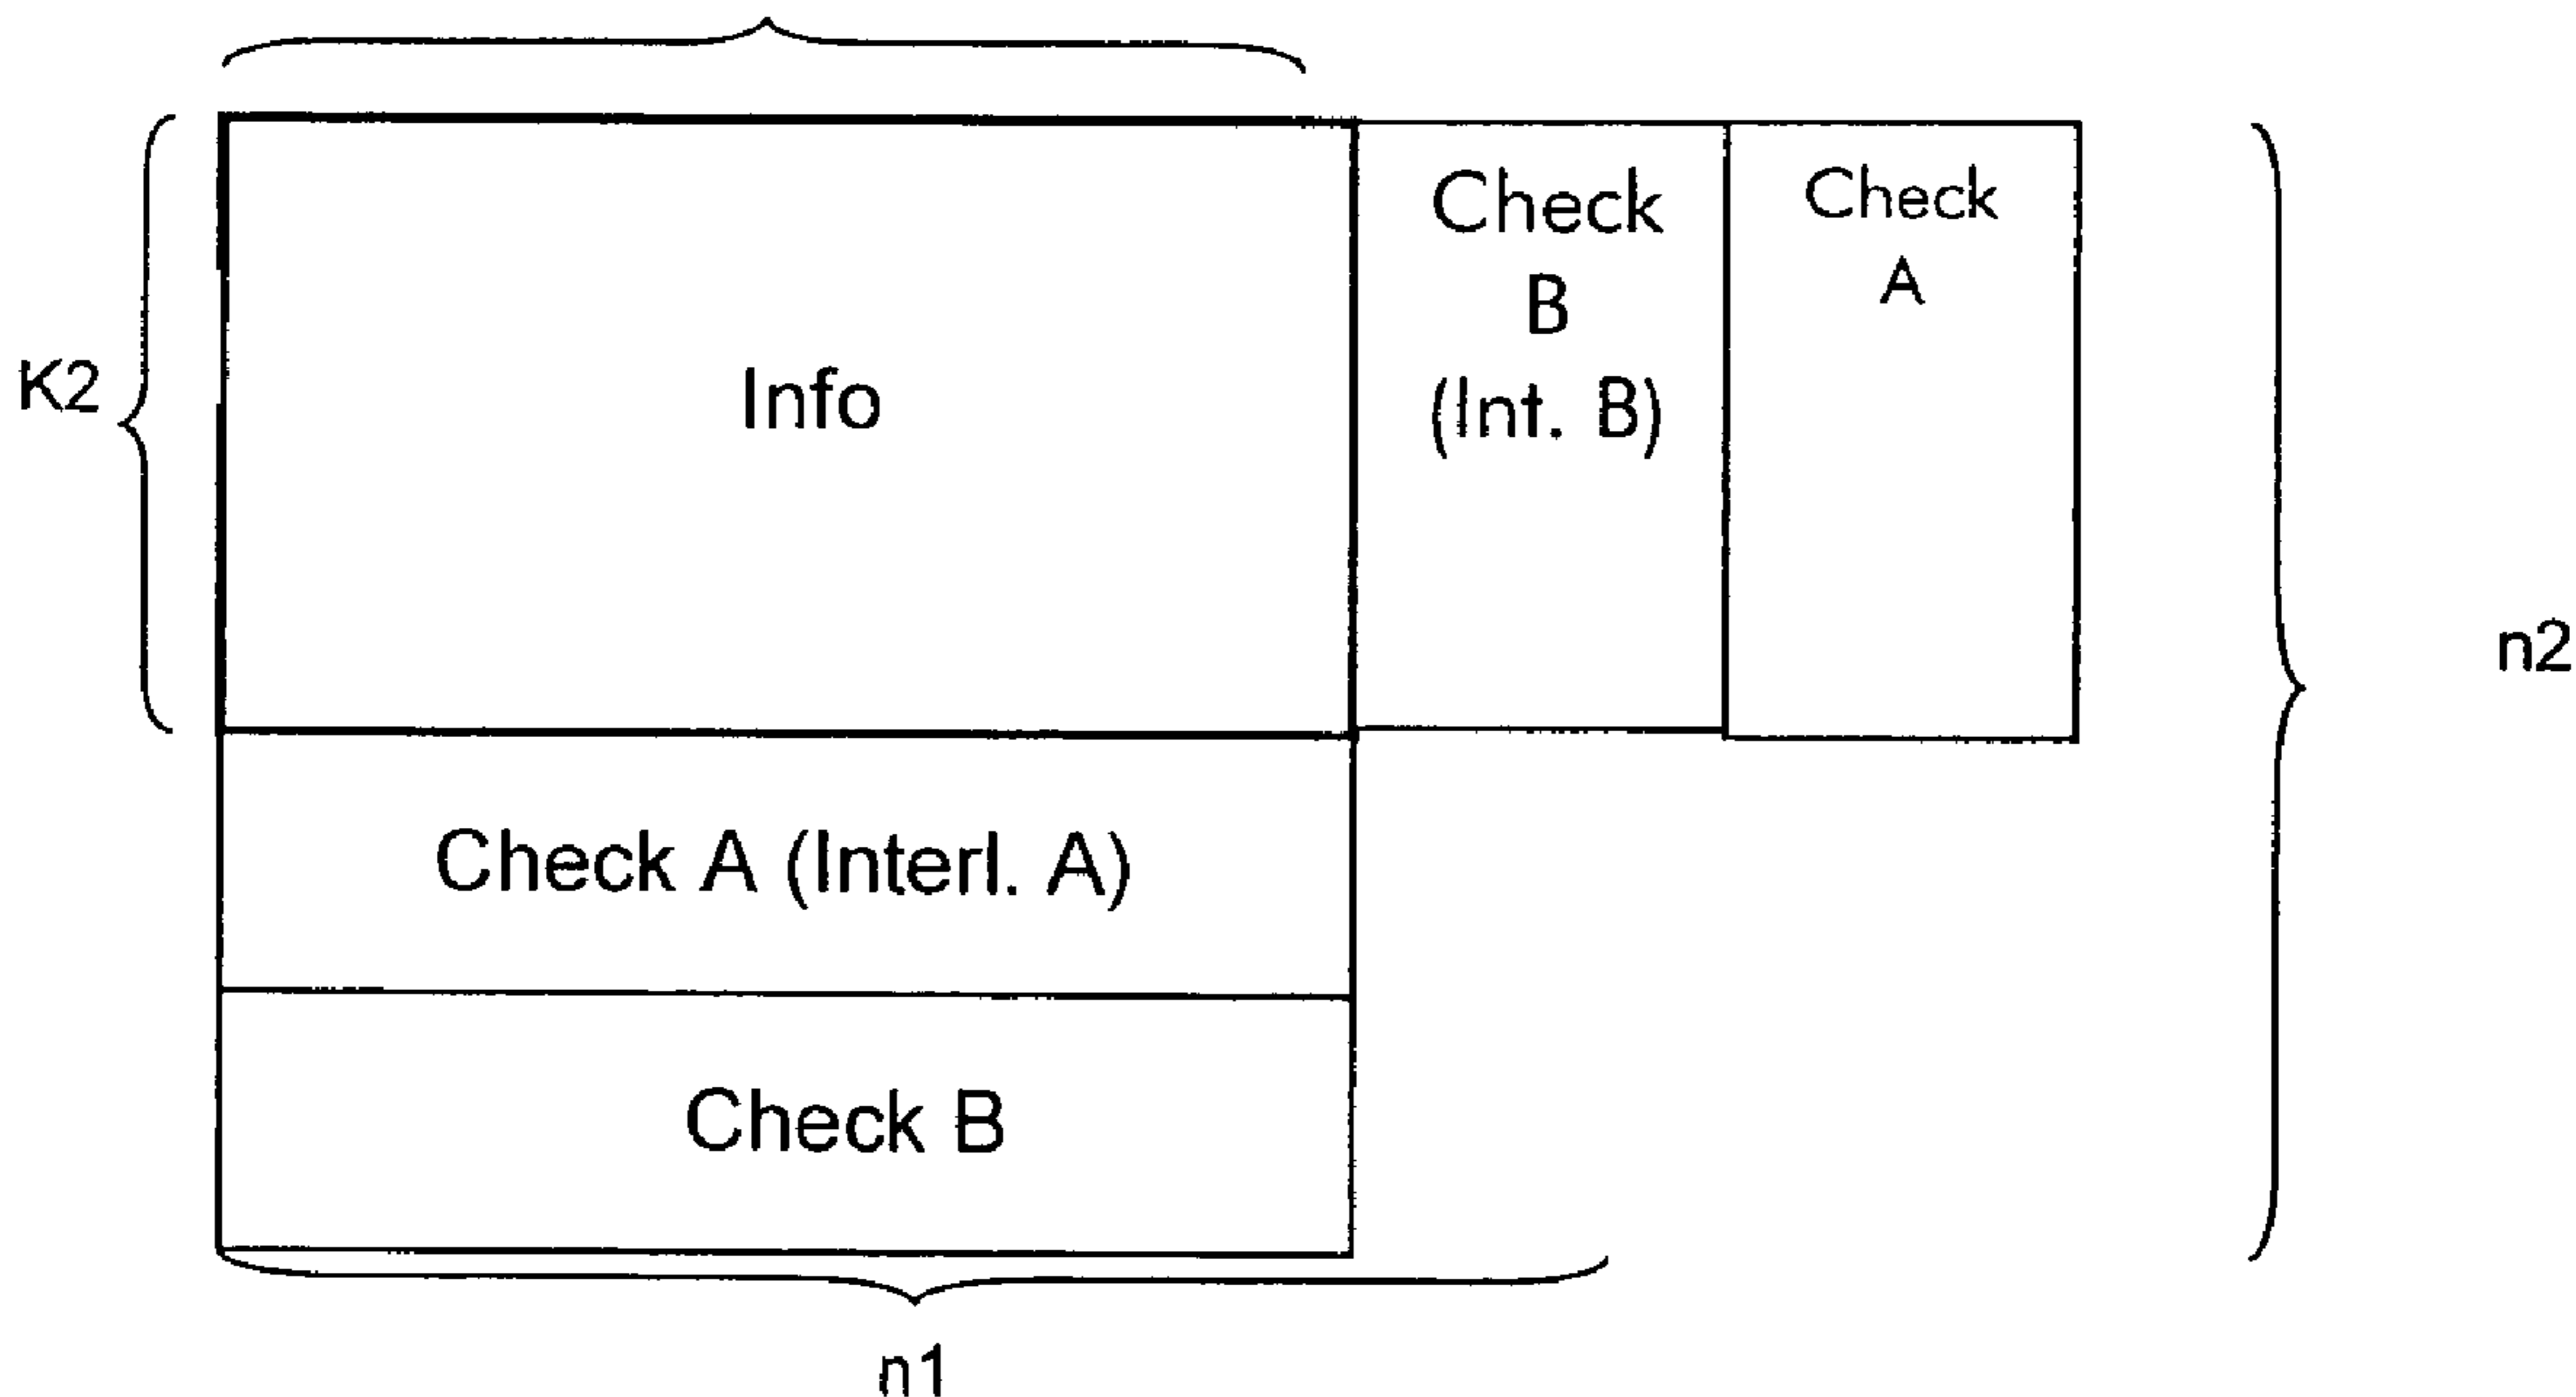 K2
Info
Check
B
(Int. B)
Check
A
n2
Check A (Interl. A)
Check B
n1